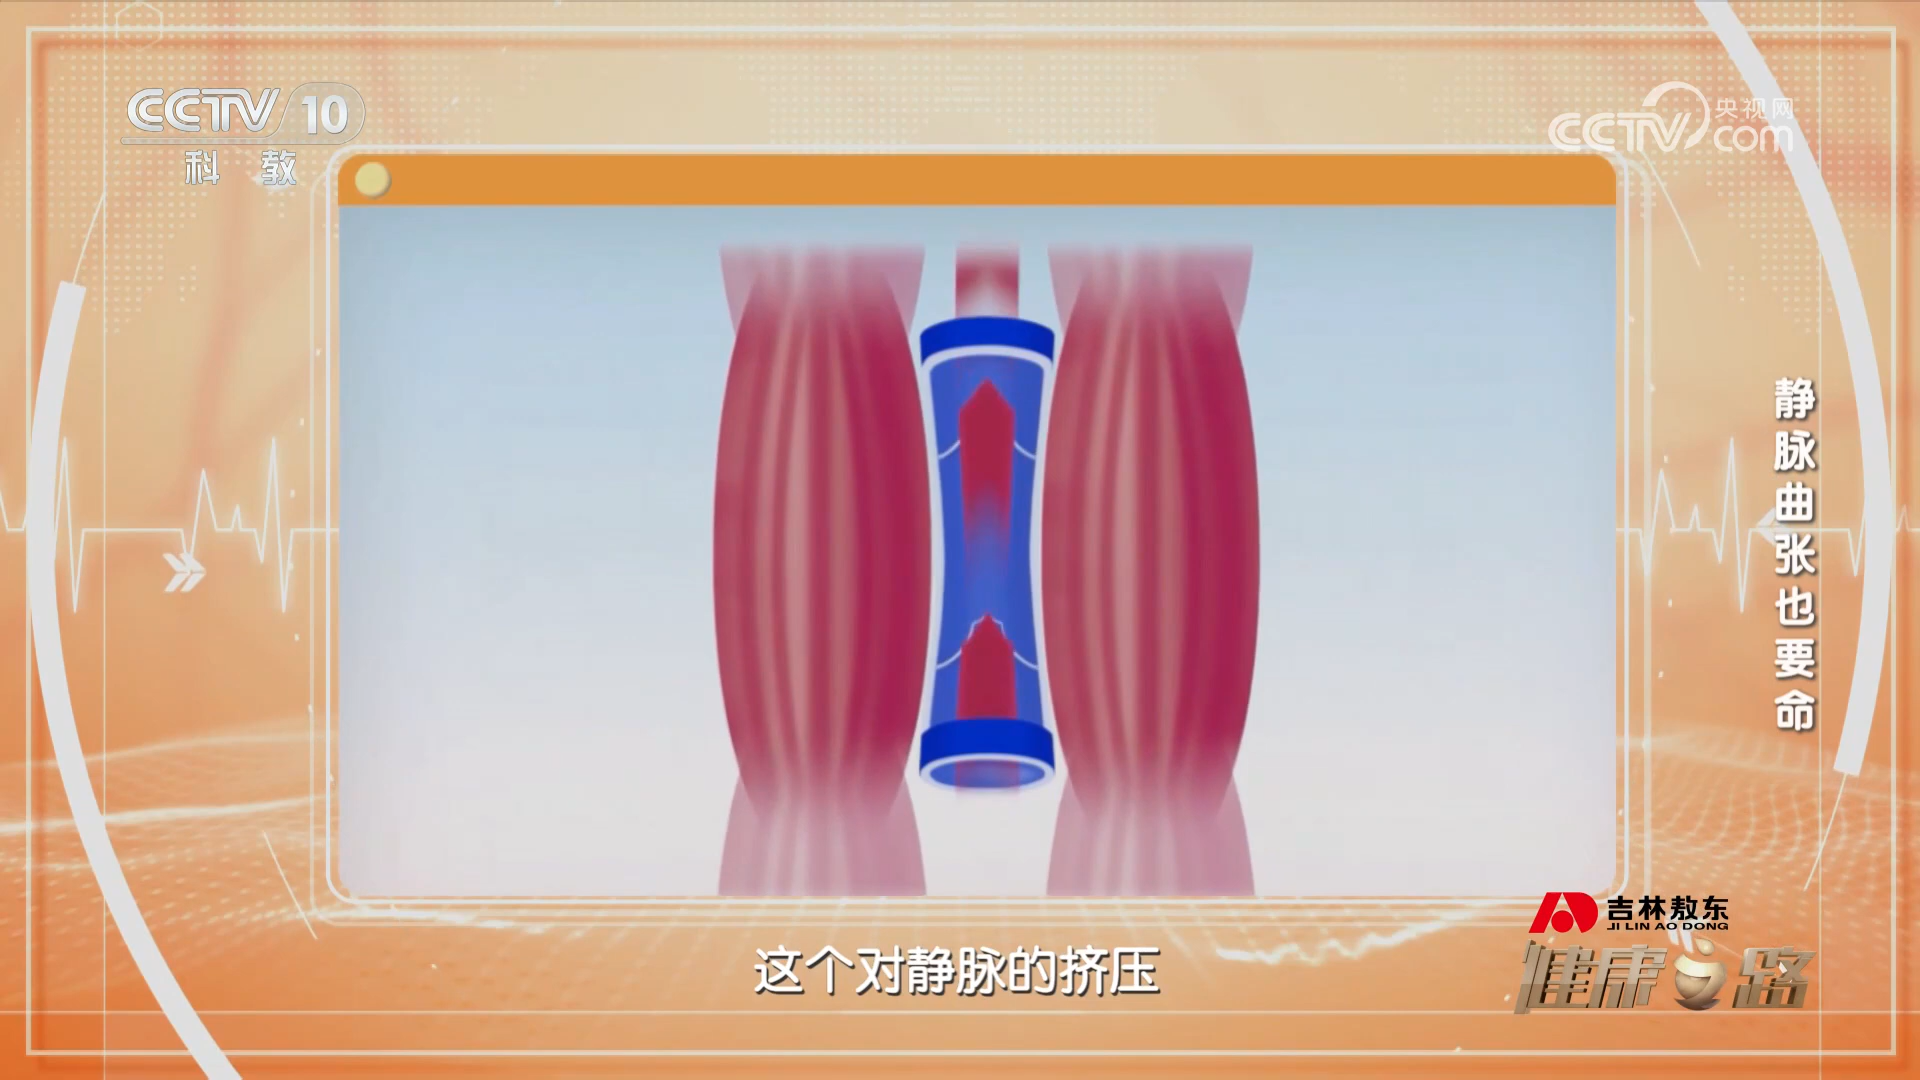 CCTV 10
科 教
央视网
CCTV.com
静脉曲张也要命
吉林敖东
JI LIN AO DONG
健康之路
这个对静脉的挤压